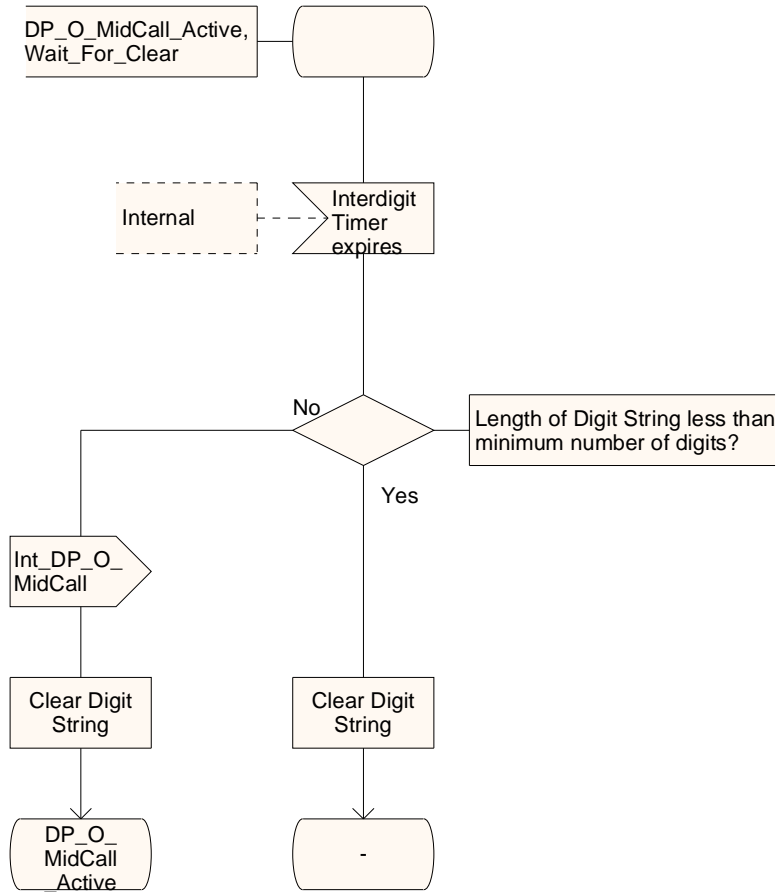 DP_O_MidCall_Active,
Wait_For_Clear
Internal
Interdigit
Timer
expires
No
Length of Digit String less than
minimum number of digits?
Yes
Int_DP_O_
MidCall
Clear Digit
String
Clear Digit
String
DP_O_
MidCall
_Active
-